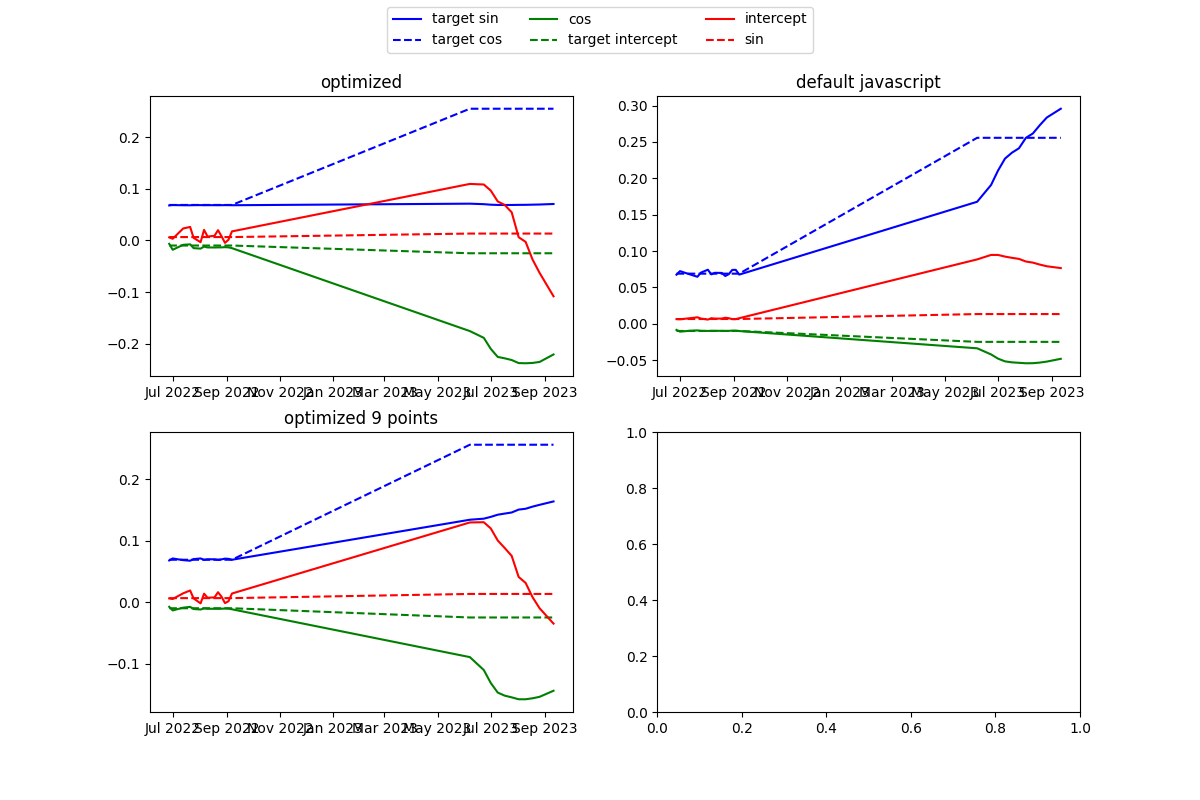 target sin cos intercept
target cos target intercept sin
optimized default javascript
0.2
0.1
0.0
−0.1
−0.2
Jul 2022 Sep 2022 Nov 2022 Jan 2023 Mar 2023 May 2023 Jul 2023 Sep 2023
0.30
0.25
0.20
0.15
0.10
0.05
0.00
−0.05
Jul 2022 Sep 2022 Nov 2022 Jan 2023 Mar 2023 May 2023 Jul 2023 Sep 2023
optimized 9 points
0.2
0.1
0.0
−0.1
Jul 2022 Sep 2022 Nov 2022 Jan 2023 Mar 2023 May 2023 Jul 2023 Sep 2023
1.0
0.8
0.6
0.4
0.2
0.0
0.0 0.2 0.4 0.6 0.8 1.0